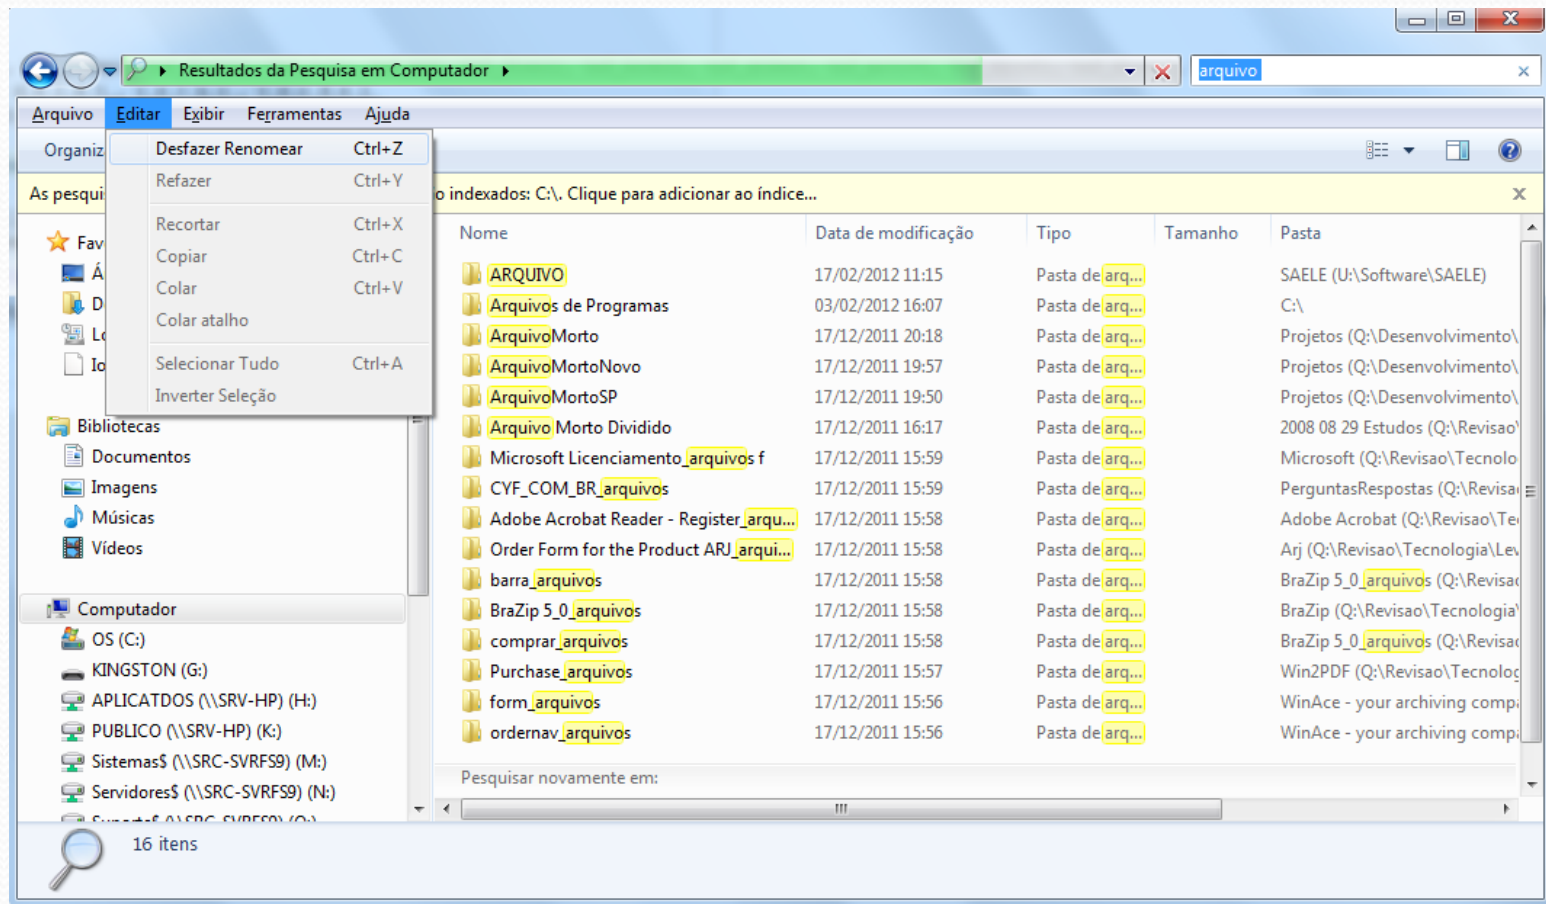 Resultados da Pesquisa em Computador
arquivo
Arquivo Editar Exibir Ferramentas Ajuda
Organiz
Desfazer Renomear Ctrl+Z
Refazer Ctrl+Y
Recortar Ctrl+X
Copiar Ctrl+C
Colar Ctrl+V
Colar atalho
Selecionar Tudo Ctrl+A
Inverter Seleção
As pesqui o indexados: C:\. Clique para adicionar ao índice...
Fav
Á
D
Lo
Io
Bibliotecas
Documentos
Imagens
Músicas
Vídeos
Computador
OS (C:)
KINGSTON (G:)
APLICATDOS (\\SRV-HP) (H:)
PUBLICO (\\SRV-HP) (K:)
Sistemas$ (\\SRC-SVRFS9) (M:)
Servidores$ (\\SRC-SVRFS9) (N:)
Nome Data de modificação Tipo Tamanho Pasta
ARQUIVO 17/02/2012 11:15 Pasta de arq... SAELE (U:\Software\SAELE)
Arquivos de Programas 03/02/2012 16:07 Pasta de arq... C:\
ArquivoMorto 17/12/2011 20:18 Pasta de arq... Projetos (Q:\Desenvolvimento\
ArquivoMortoNovo 17/12/2011 19:57 Pasta de arq... Projetos (Q:\Desenvolvimento\
ArquivoMortoSP 17/12/2011 19:50 Pasta de arq... Projetos (Q:\Desenvolvimento\
Arquivo Morto Dividido 17/12/2011 16:17 Pasta de arq... 2008 08 29 Estudos (Q:\Revisao\
Microsoft Licenciamento_arquivos f 17/12/2011 15:59 Pasta de arq... Microsoft (Q:\Revisao\Tecnolo
CYF_COM_BR_arquivos 17/12/2011 15:59 Pasta de arq... PerguntasRespostas (Q:\Revisa
Adobe Acrobat Reader - Register_arqu... 17/12/2011 15:58 Pasta de arq... Adobe Acrobat (Q:\Revisao\Te
Order Form for the Product ARJ_arqui... 17/12/2011 15:58 Pasta de arq... Arj (Q:\Revisao\Tecnologia\Lev
barra_arquivos 17/12/2011 15:58 Pasta de arq... BraZip 5_0_arquivos (Q:\Revisa
BraZip 5_0_arquivos 17/12/2011 15:58 Pasta de arq... BraZip (Q:\Revisao\Tecnologia\
comprar_arquivos 17/12/2011 15:58 Pasta de arq... BraZip 5_0_arquivos (Q:\Revisa
Purchase_arquivos 17/12/2011 15:57 Pasta de arq... Win2PDF (Q:\Revisao\Tecnolog
form_arquivos 17/12/2011 15:56 Pasta de arq... WinAce - your archiving comp
ordernav_arquivos 17/12/2011 15:56 Pasta de arq... WinAce - your archiving comp
Pesquisar novamente em:
16 itens